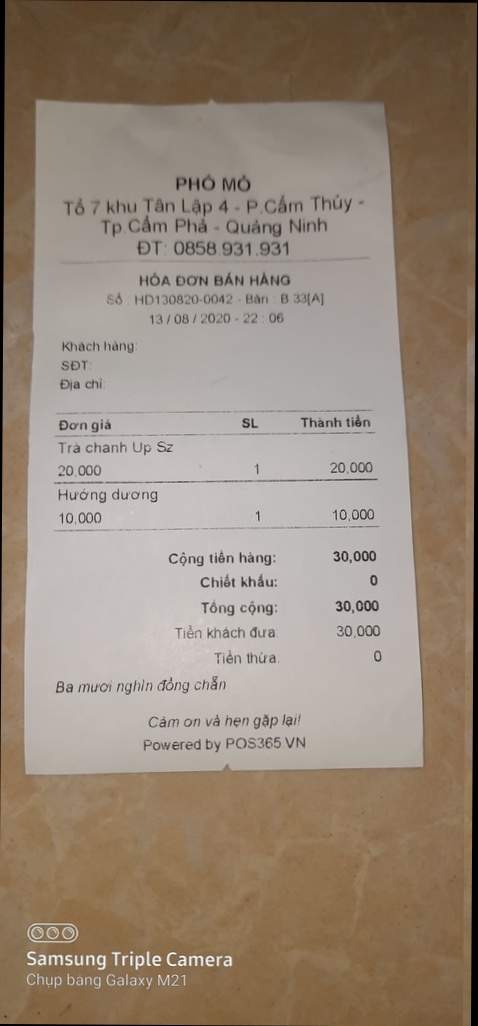 PHỐ MỎ
Tổ 7 khu Tân Lập 4 - P.Cẩm Thủy -
Tp.Cẩm Phả - Quảng Ninh
ĐT: 0858.931.931
HÓA ĐƠN BÁN HÀNG
Số : HD130820-0042 - Bàn : B.33[A]
13 / 08 / 2020 - 22 : 06
Khách hàng:
SĐT:
Địa chỉ:
Đơn giá SL Thành tiền
Trà chanh Up Sz
20,000 1 20,000
Hướng dương
10,000 1 10,000
Cộng tiền hàng: 30,000
Chiết khấu: 0
Tổng cộng: 30,000
Tiền khách đưa: 30,000
Tiền thừa: 0
Ba mươi nghìn đồng chẵn
Cảm ơn và hẹn gặp lại!
Powered by POS365.VN
Samsung Triple Camera
Chụp bằng Galaxy M21